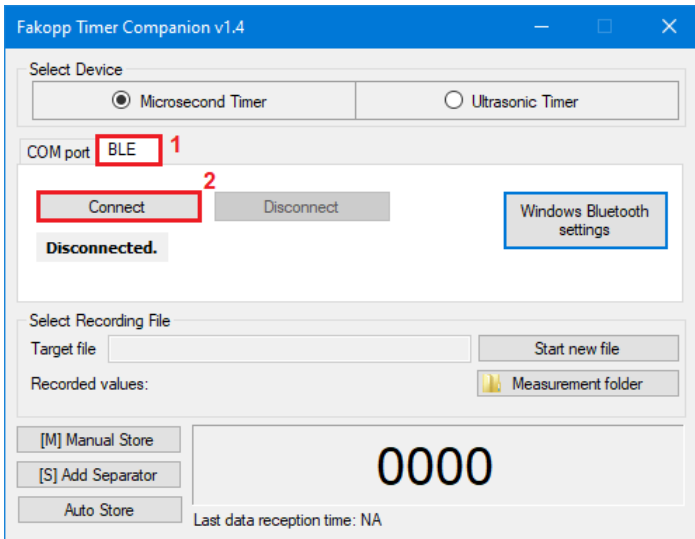 Fakopp Timer Companion v1.4
Select Device
Microsecond Timer
Ultrasonic Timer
COM port
BLE
1
2
Connect
Disconnect
Windows Bluetooth
settings
Disconnected.
Select Recording File
Target file
Start new file
Recorded values:
Measurement folder
[M] Manual Store
[S] Add Separator
Auto Store
0000
Last data reception time: NA